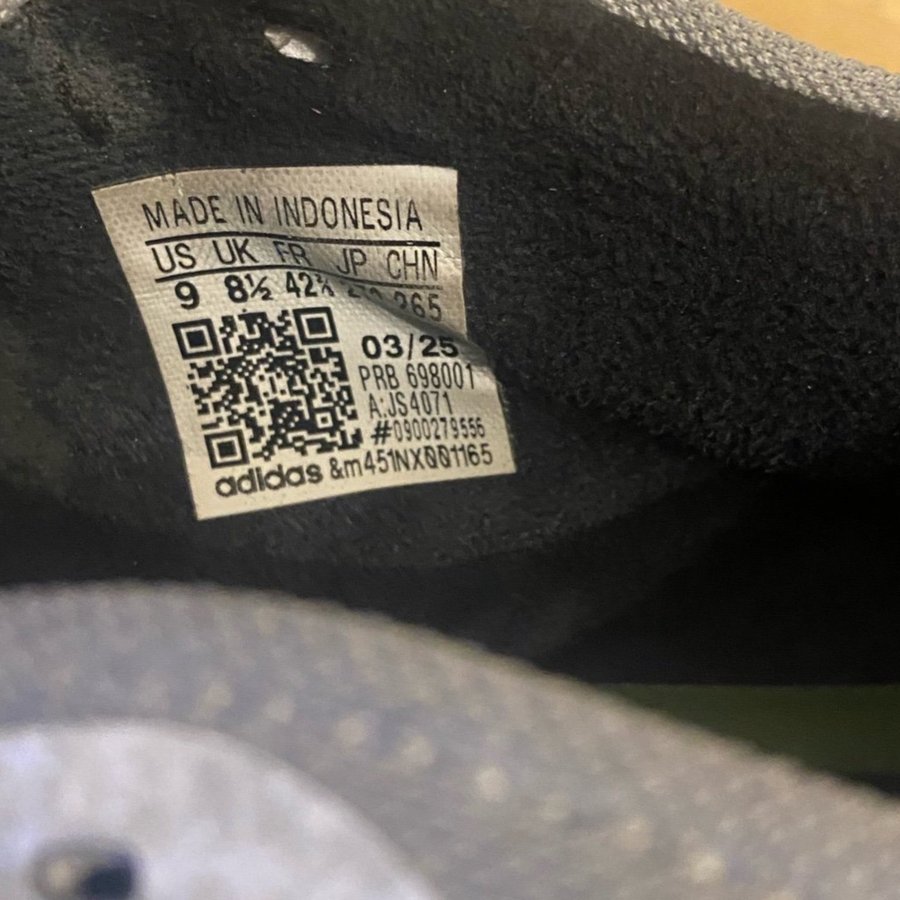 MADE IN INDONESIA
US UK FR JP CHN
9 8½ 42⅔ 265
03/25
PRB 698001
A:JS4071
#0900279556
adidas &m451NX001165